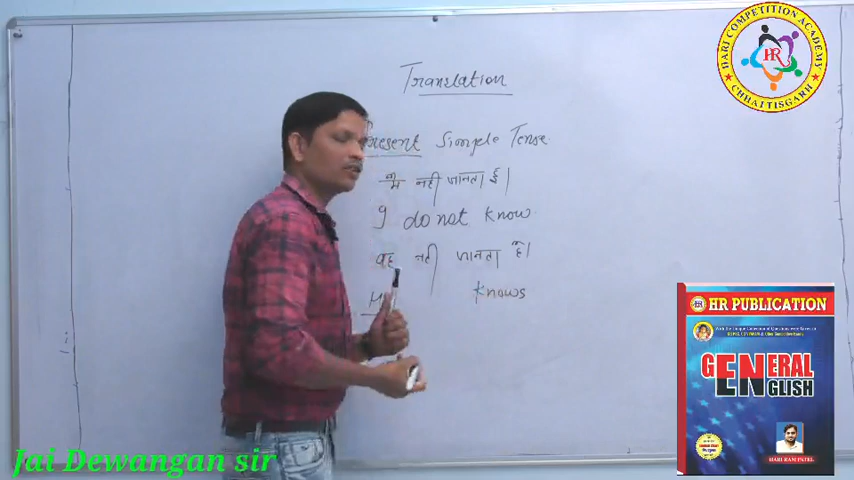 HARI COMPETITION ACADEMY
HR
CHHATTISGARH
Translation
Present Simple Tense
मैं नहीं जानता हूँ।
I do not know
वह नहीं जानता है।
knows
HR PUBLICATION
GENERAL
ENGLISH
HARI RAM PATEL
Jai Dewangan sir